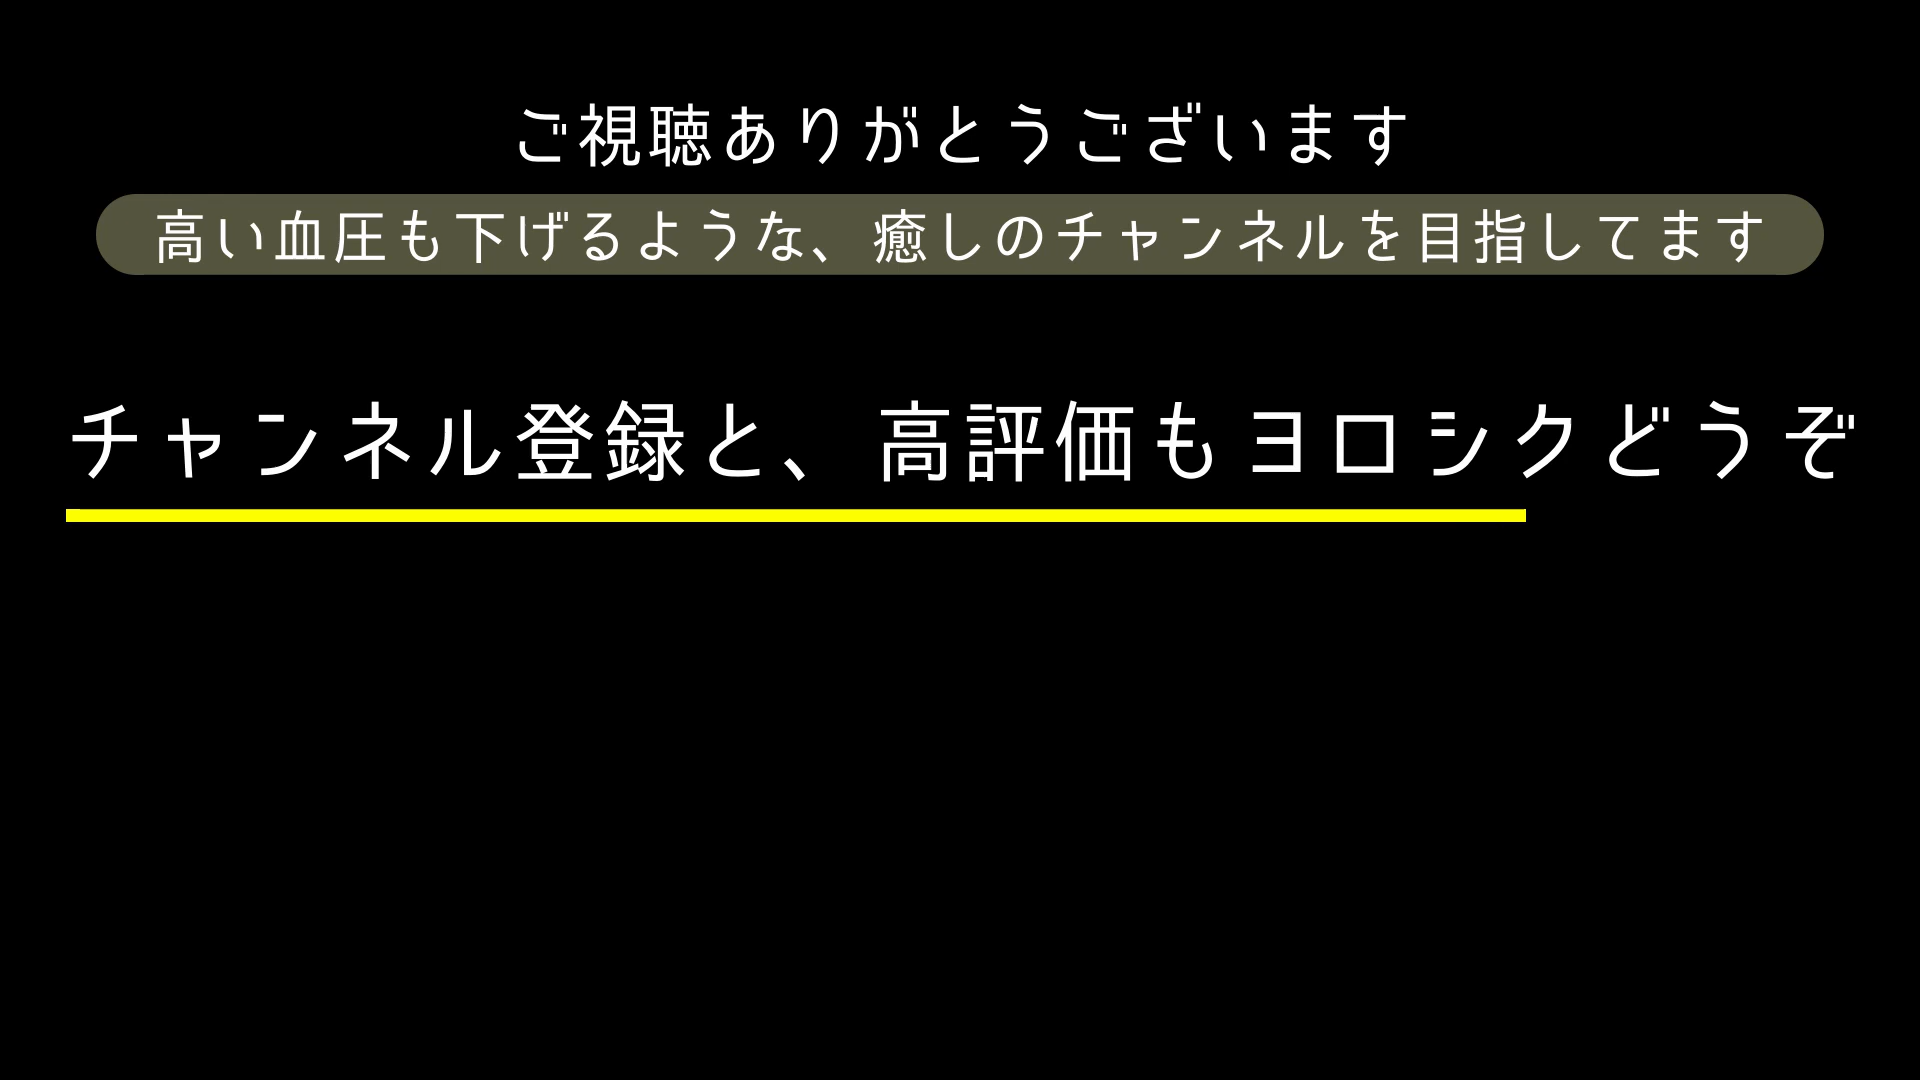 ご視聴ありがとうございます
高い血圧も下げるような、癒しのチャンネルを目指してます
チャンネル登録と、高評価もヨロシクどうぞ